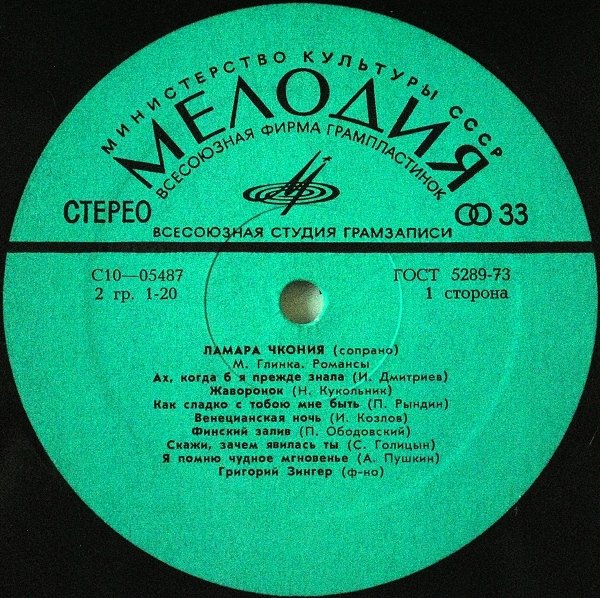 МИНИСТЕРСТВО КУЛЬТУРЫ СССР
МЕЛОДИЯ
ВСЕСОЮЗНАЯ ФИРМА ГРАМПЛАСТИНОК
СТЕРЕО
33
ВСЕСОЮЗНАЯ СТУДИЯ ГРАМЗАПИСИ
С10—05487
ГОСТ 5289-73
2 гр. 1-20
1 сторона
ЛАМАРА ЧКОНИЯ (сопрано)
М. Глинка. Романсы
Ах, когда б я прежде знала (И. Дмитриев)
Жаворонок (Н. Кукольник)
Как сладко с тобою мне быть (П. Рындин)
Венецианская ночь (И. Козлов)
Финский залив (П. Ободовский)
Скажи, зачем явилась ты (С. Голицын)
Я помню чудное мгновенье (А. Пушкин)
Григорий Зингер (ф-но)